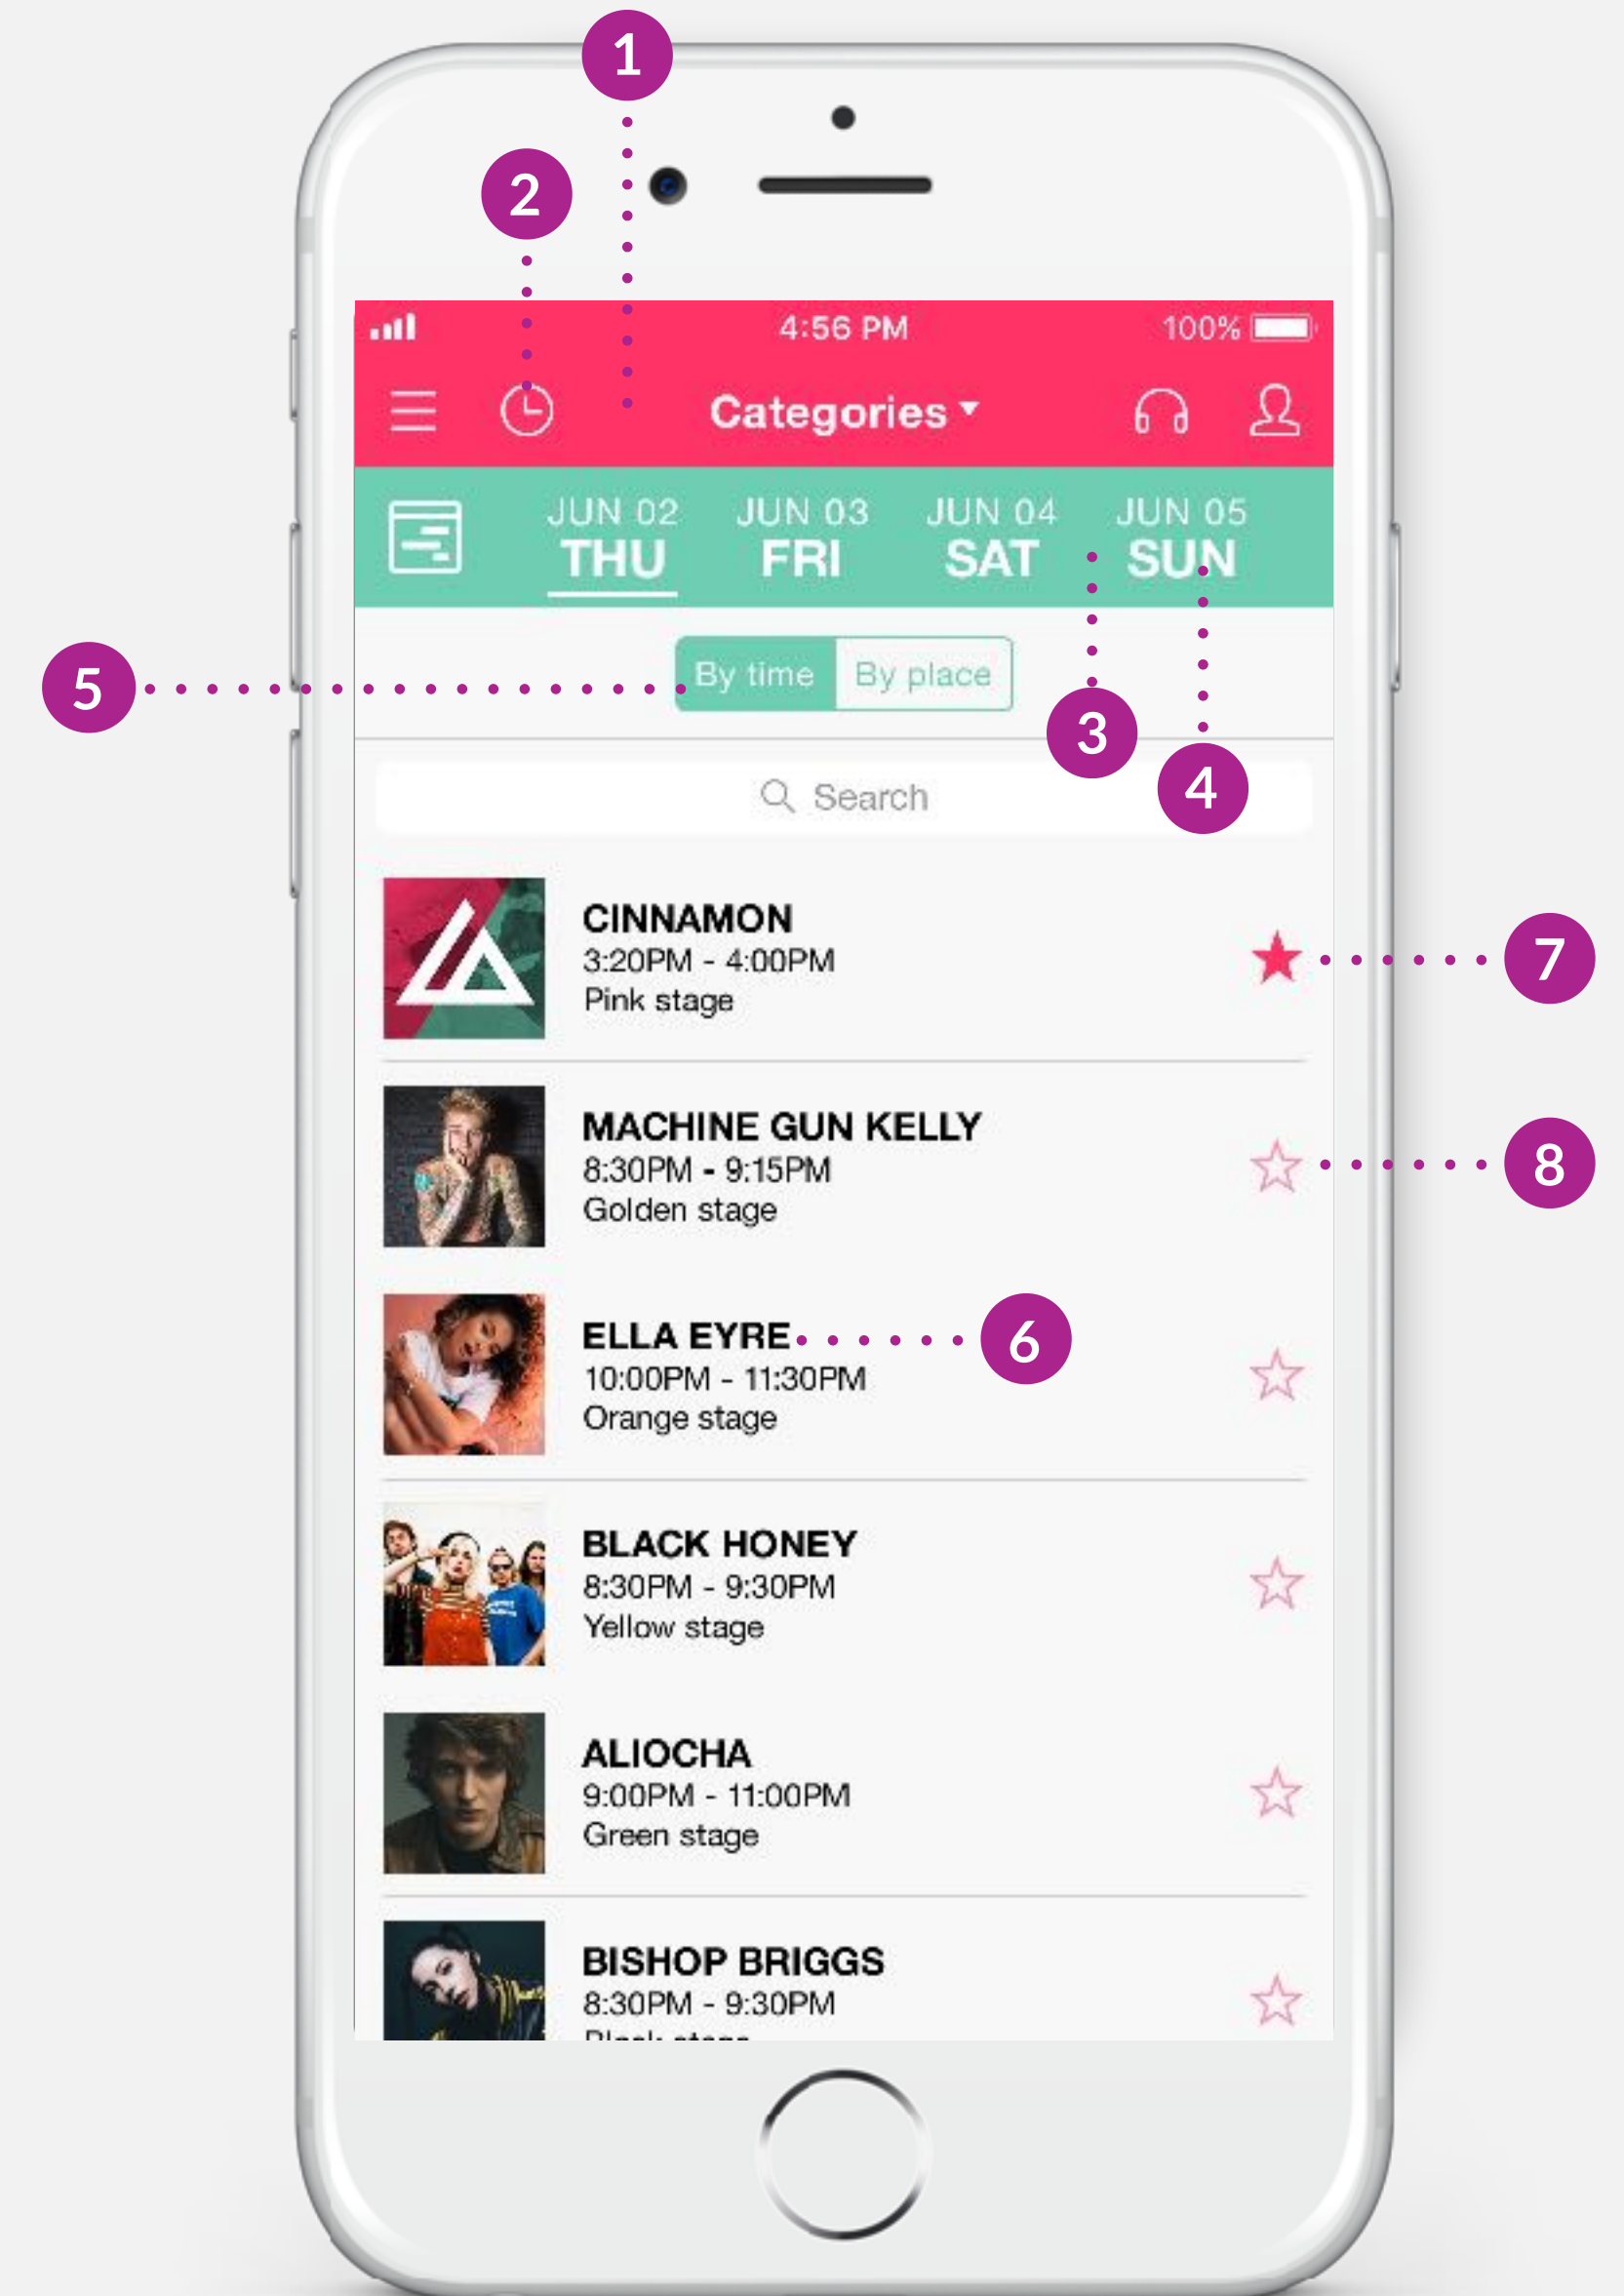 1
2
4:56 PM 100%
Categories
JUN 02 JUN 03 JUN 04 JUN 05
THU FRI SAT SUN
5 By time By place
3
4
Search
CINNAMON
3:20PM - 4:00PM
Pink stage
7
MACHINE GUN KELLY
8:30PM - 9:15PM
Golden stage
8
ELLA EYRE
6
10:00PM - 11:30PM
Orange stage
BLACK HONEY
8:30PM - 9:30PM
Yellow stage
ALIOCHA
9:00PM - 11:00PM
Green stage
BISHOP BRIGGS
8:30PM - 9:30PM